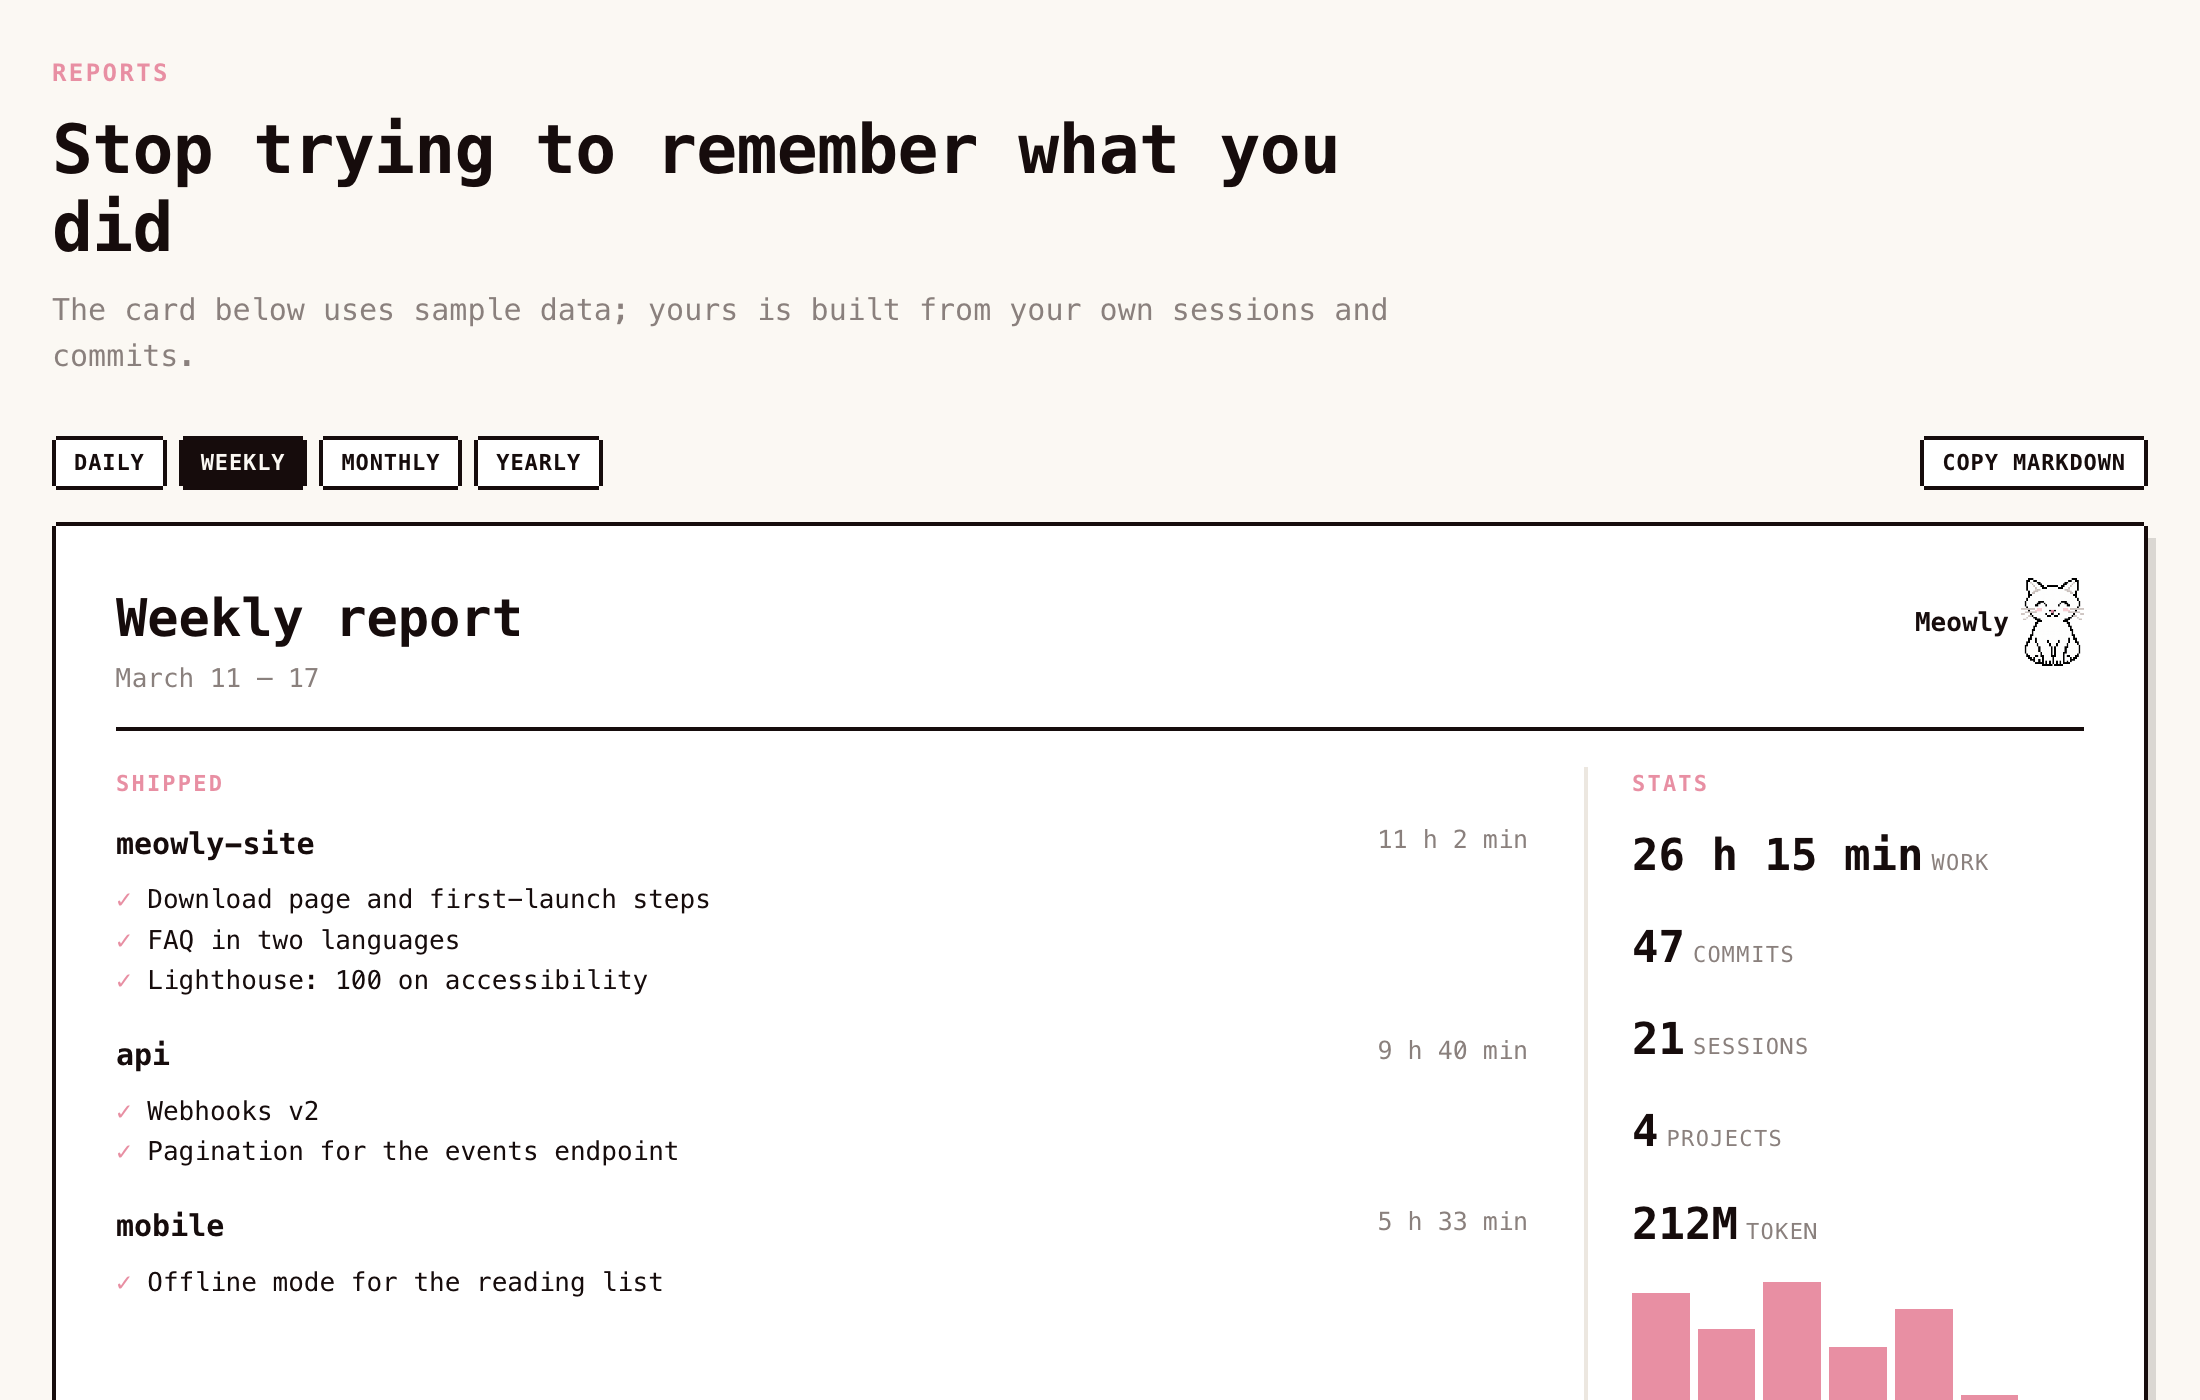 REPORTS
Stop trying to remember what you
did
The card below uses sample data; yours is built from your own sessions and
commits.
DAILY WEEKLY MONTHLY YEARLY COPY MARKDOWN
Weekly report
Meowly
March 11 — 17
SHIPPED
meowly-site 11 h 2 min
✓ Download page and first-launch steps
✓ FAQ in two languages
✓ Lighthouse: 100 on accessibility
api 9 h 40 min
✓ Webhooks v2
✓ Pagination for the events endpoint
mobile 5 h 33 min
✓ Offline mode for the reading list
STATS
26 h 15 min WORK
47 COMMITS
21 SESSIONS
4 PROJECTS
212M TOKEN